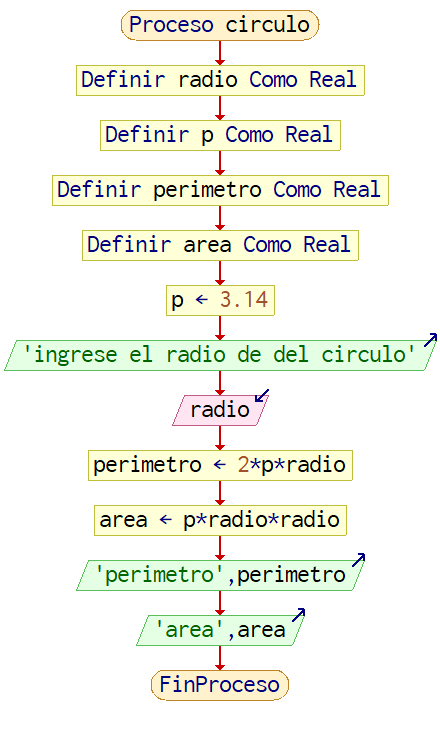 Proceso circulo
Definir radio Como Real
Definir p Como Real
Definir perimetro Como Real
Definir area Como Real
p ← 3.14
'ingrese el radio de del circulo'
radio
perimetro ← 2*p*radio
area ← p*radio*radio
'perimetro',perimetro
'area',area
FinProceso